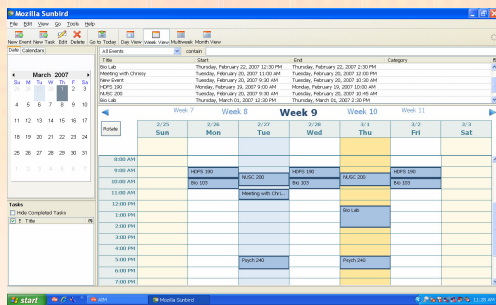 Mozilla Sunbird
File Edit View Go Tools Help
New Event New Task Edit Delete Go to Today Day View Week View Multiweek Month View
Date Calendars
All Events contain
Title Start End Category
Bio Lab Thursday, February 22, 2007 12:30 PM Thursday, February 22, 2007 2:30 PM
Meeting with Chrissy Tuesday, February 20, 2007 11:00 AM Tuesday, February 20, 2007 12:00 PM
New Event Tuesday, February 20, 2007 9:30 AM Tuesday, February 20, 2007 10:30 AM
HDFS 190 Monday, February 19, 2007 9:00 AM Monday, February 19, 2007 10:00 AM
NUSC 200 Tuesday, February 20, 2007 9:30 AM Tuesday, February 20, 2007 10:45 AM
Bio Lab Thursday, March 01, 2007 12:30 PM Thursday, March 01, 2007 2:30 PM
March 2007
Su M Tu W Th F Sa
1 2 3
4 5 6 7 8 9 10
11 12 13 14 15 16 17
18 19 20 21 22 23 24
25 26 27 28 29 30 31
Tasks
Hide Completed Tasks
! Title
Week 7 Week 8 Week 9 Week 10 Week 11
Rotate
2/25 2/26 2/27 2/28 3/1 3/2 3/3
Sun Mon Tue Wed Thu Fri Sat
8:00 AM
9:00 AM HDFS 190 HDFS 190 HDFS 190
NUSC 200 NUSC 200
10:00 AM Bio 103 Bio 103 Bio 103
11:00 AM Meeting with Chri...
12:00 PM
Bio Lab
1:00 PM
2:00 PM
3:00 PM
4:00 PM
5:00 PM Psych 240 Psych 240
6:00 PM
7:00 PM
start AIM Mozilla Sunbird 11:25 AM